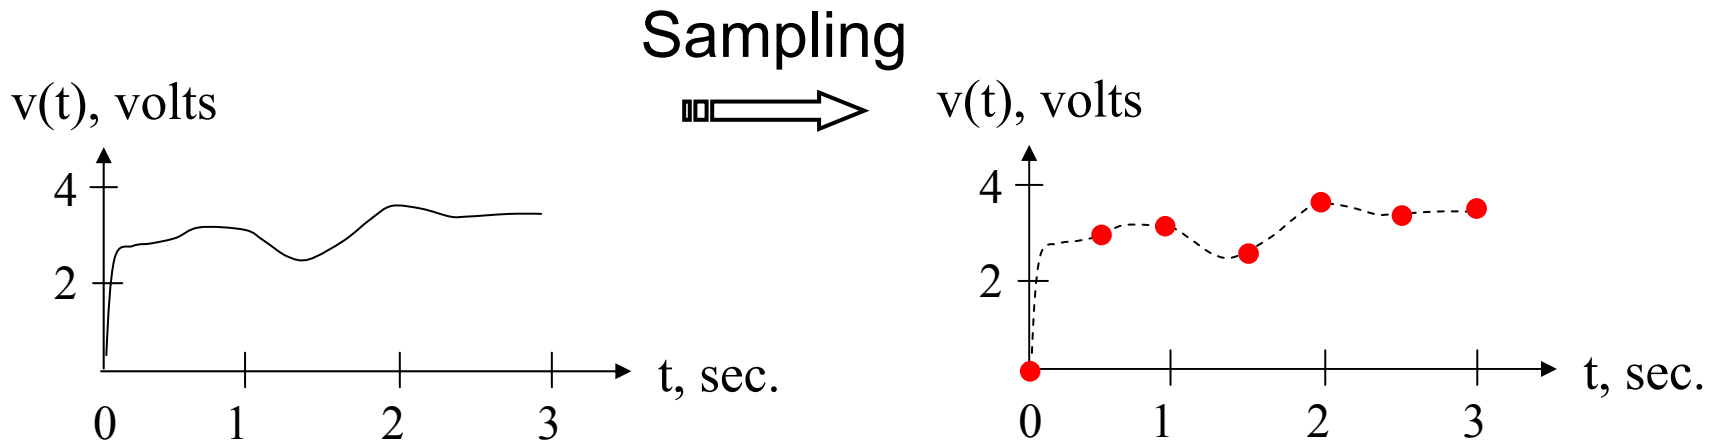 Sampling
v(t), volts
4
2
0 1 2 3
t, sec.
v(t), volts
4
2
0 1 2 3
t, sec.